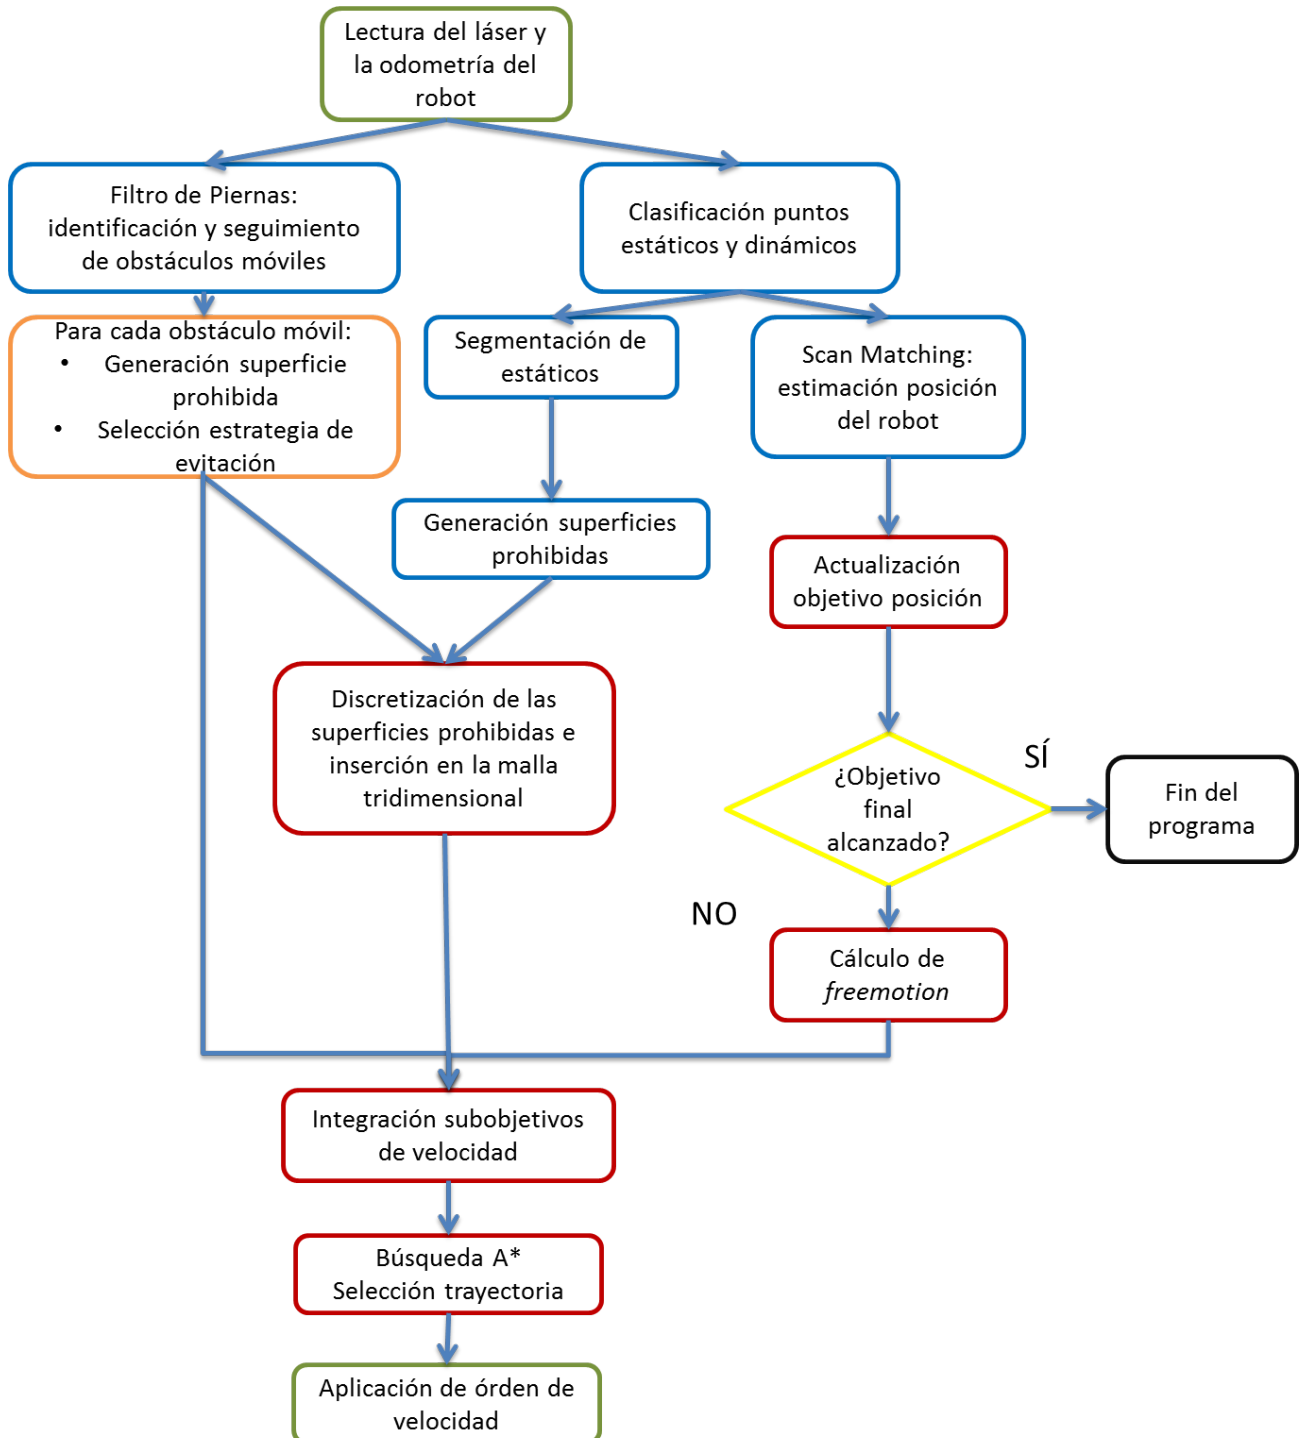 Lectura del láser y
la odometría del
robot
Filtro de Piernas:
identificación y seguimiento
de obstáculos móviles
Clasificación puntos
estáticos y dinámicos
Para cada obstáculo móvil:
• Generación superficie
prohibida
• Selección estrategia de
evitación
Segmentación de
estáticos
Scan Matching:
estimación posición
del robot
Generación superficies
prohibidas
Actualización
objetivo posición
Discretización de las
superficies prohibidas e
inserción en la malla
tridimensional
¿Objetivo
final
alcanzado?
SÍ
Fin del
programa
NO
Cálculo de
freemotion
Integración subobjetivos
de velocidad
Búsqueda A*
Selección trayectoria
Aplicación de órden de
velocidad